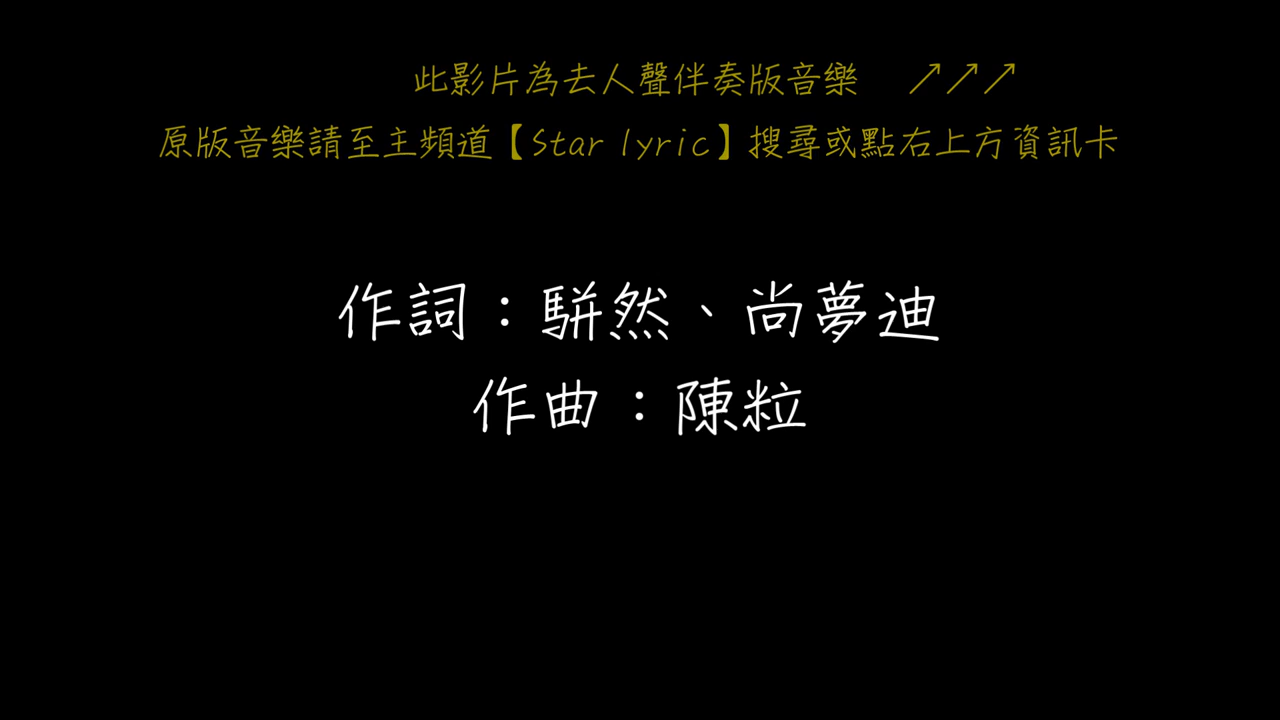 此影片為去人聲伴奏版音樂 ↗↗↗
原版音樂請至主頻道【Star lyric】搜尋或點右上方資訊卡
作詞：駢然、尚夢迪
作曲：陳粒